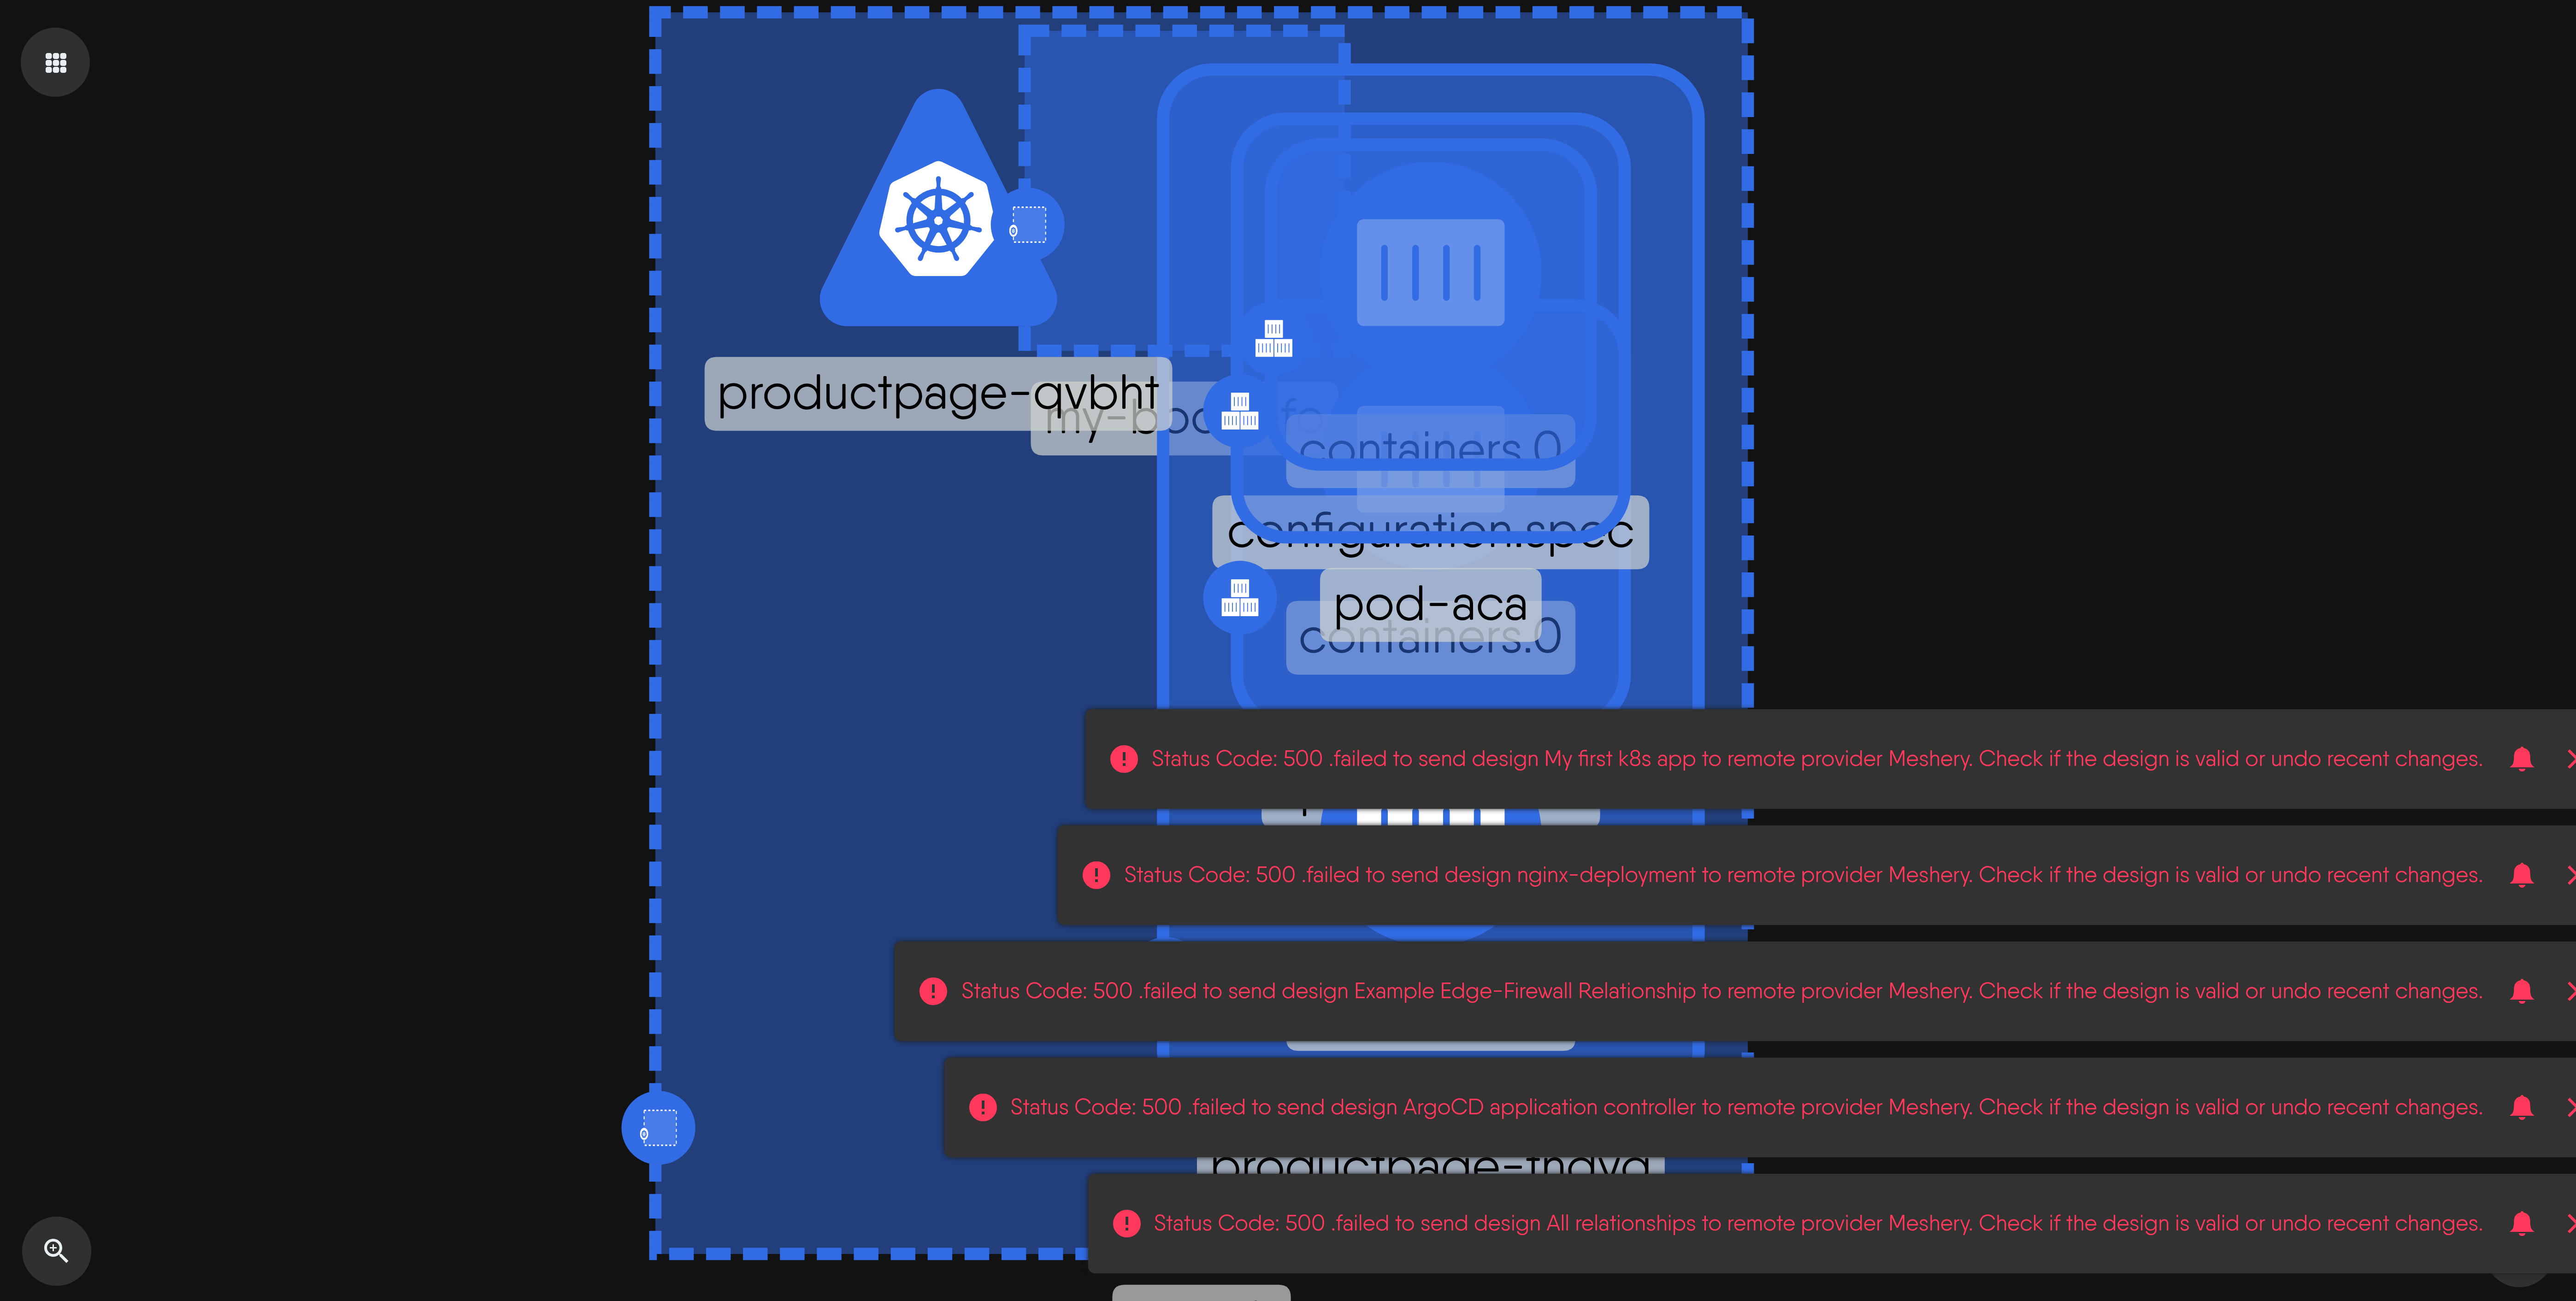 productpage-qvbht
my-b
containers.0
configuration.spec
pod-aca
containers.0
Status Code: 500 .failed to send design My first k8s app to remote provider Meshery. Check if the design is valid or undo recent changes.
Status Code: 500 .failed to send design nginx-deployment to remote provider Meshery. Check if the design is valid or undo recent changes.
Status Code: 500 .failed to send design Example Edge-Firewall Relationship to remote provider Meshery. Check if the design is valid or undo recent changes.
Status Code: 500 .failed to send design ArgoCD application controller to remote provider Meshery. Check if the design is valid or undo recent changes.
Status Code: 500 .failed to send design All relationships to remote provider Meshery. Check if the design is valid or undo recent changes.